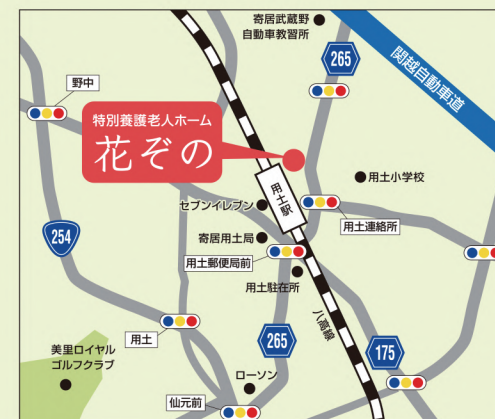 寄居武蔵野
自動車教習所
265
関越自動車道
野中
特別養護老人ホーム
花ぞの
用土小学校
セブンイレブン
用土駅
用土連絡所
254
寄居用土局
用土郵便局前
用土駐在所
八高線
用土
265
175
美里ロイヤル
ゴルフクラブ
ローソン
仙元前